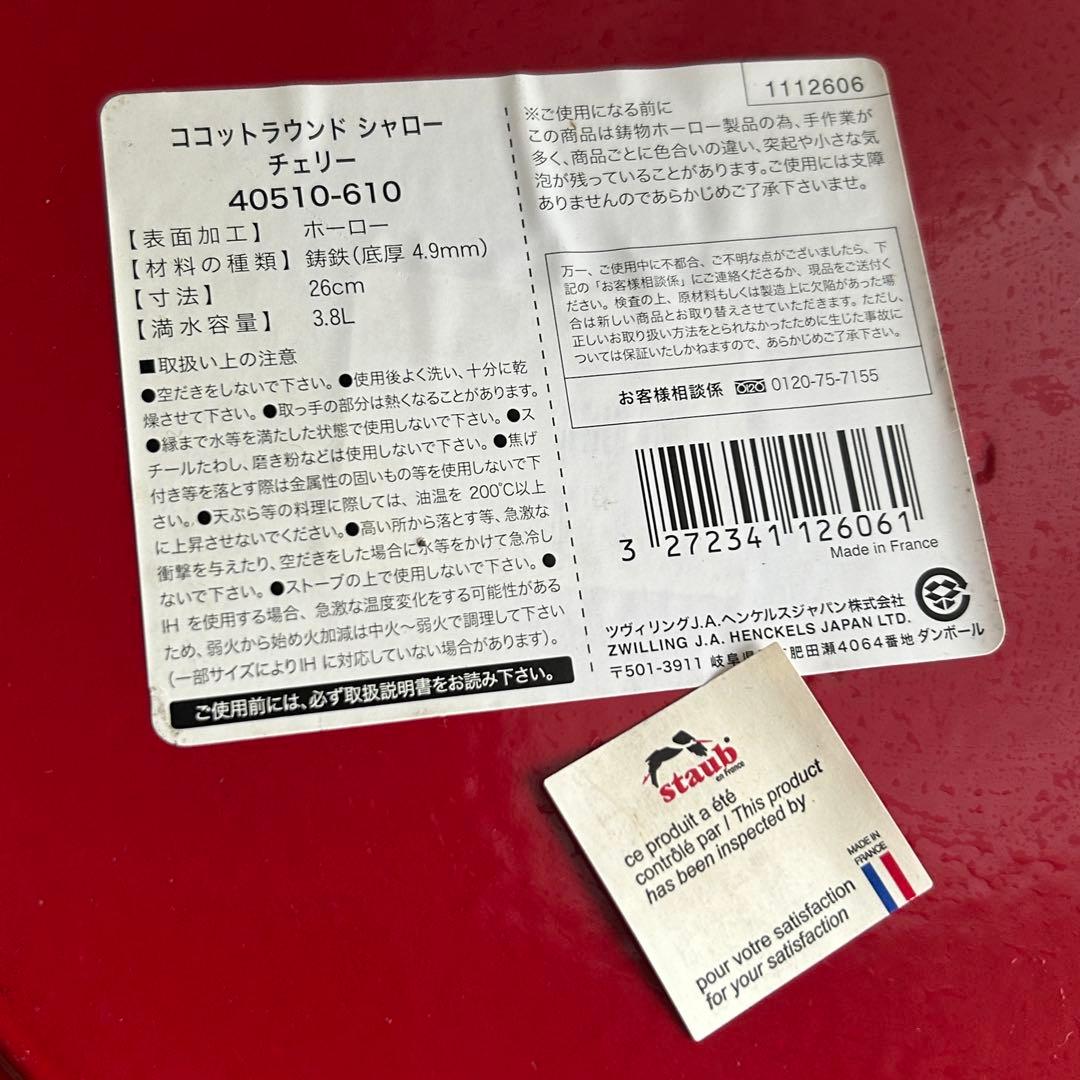 ココットラウンド シャロー
チェリー
40510-610
【表面加工】 ホーロー
【材料の種類】鋳鉄(底厚 4.9mm)
【寸法】 26cm
【満水容量】 3.8L
■取扱い上の注意
●空だきをしないで下さい。●使用後よく洗い、十分に乾
燥させて下さい。●取っ手の部分は熱くなることがあります。
●縁まで水等を満たした状態で使用しないで下さい。●ス
チールたわし、磨き粉などは使用しないで下さい。●焦げ
付き等を落とす際は金属性の固いもの等を使用しないで下
さい。●天ぷら等の料理に際しては、油温を 200℃以上
に上昇させないでください。●高い所から落とす等、急激な
衝撃を与えたり、空だきをした場合に水等をかけて急冷し
ないで下さい。●ストーブの上で使用しないで下さい。●
IH を使用する場合、急激な温度変化をする可能性がある
ため、弱火から始め火加減は中火〜弱火で調理して下さい
(一部サイズによりIH に対応していない場合があります)。
ご使用前には、必ず取扱説明書をお読み下さい。
1112606
※ご使用になる前に
この商品は鋳物ホーロー製品の為、手作業が
多く、商品ごとに色合いの違い、突起や小さな気
泡が残っていることがあります。ご使用には支障
ありませんのであらかじめご了承下さいませ。
万一、ご使用中に不都合、ご不明な点がございましたら、下
記の「お客様相談係」にご連絡くださるか、現品をご送付く
ださい。検査の上、原材料もしくは製造上に欠陥があった場
合は新しい商品とお取り替えさせていただきます。ただし、
正しいお取り扱い方法をとられなかったために生じた事故に
ついては保証いたしかねますので、あらかじめご了承下さい。
お客様相談係 0120-75-7155
3 272341 126061
Made in France
ツヴィリングJ.A.ヘンケルスジャパン株式会社
ZWILLING J.A. HENCKELS JAPAN LTD.
〒501-3911 岐阜県 肥田瀬4064番地 ダンボール
staub
en France
ce produit a été
contrôlé par / This product
has been inspected by
MADE IN
FRANCE
pour votre satisfaction
for your satisfaction